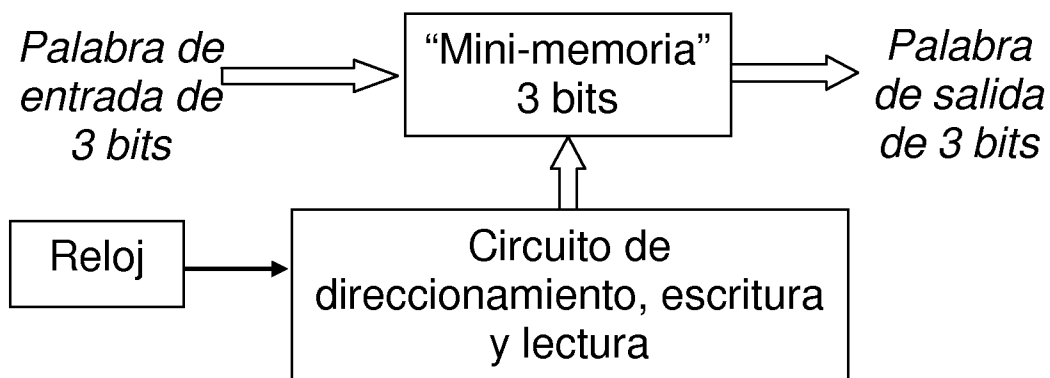 Palabra de
entrada de
3 bits
“Mini-memoria”
3 bits
Palabra
de salida
de 3 bits
Reloj
Circuito de
direccionamiento, escritura
y lectura